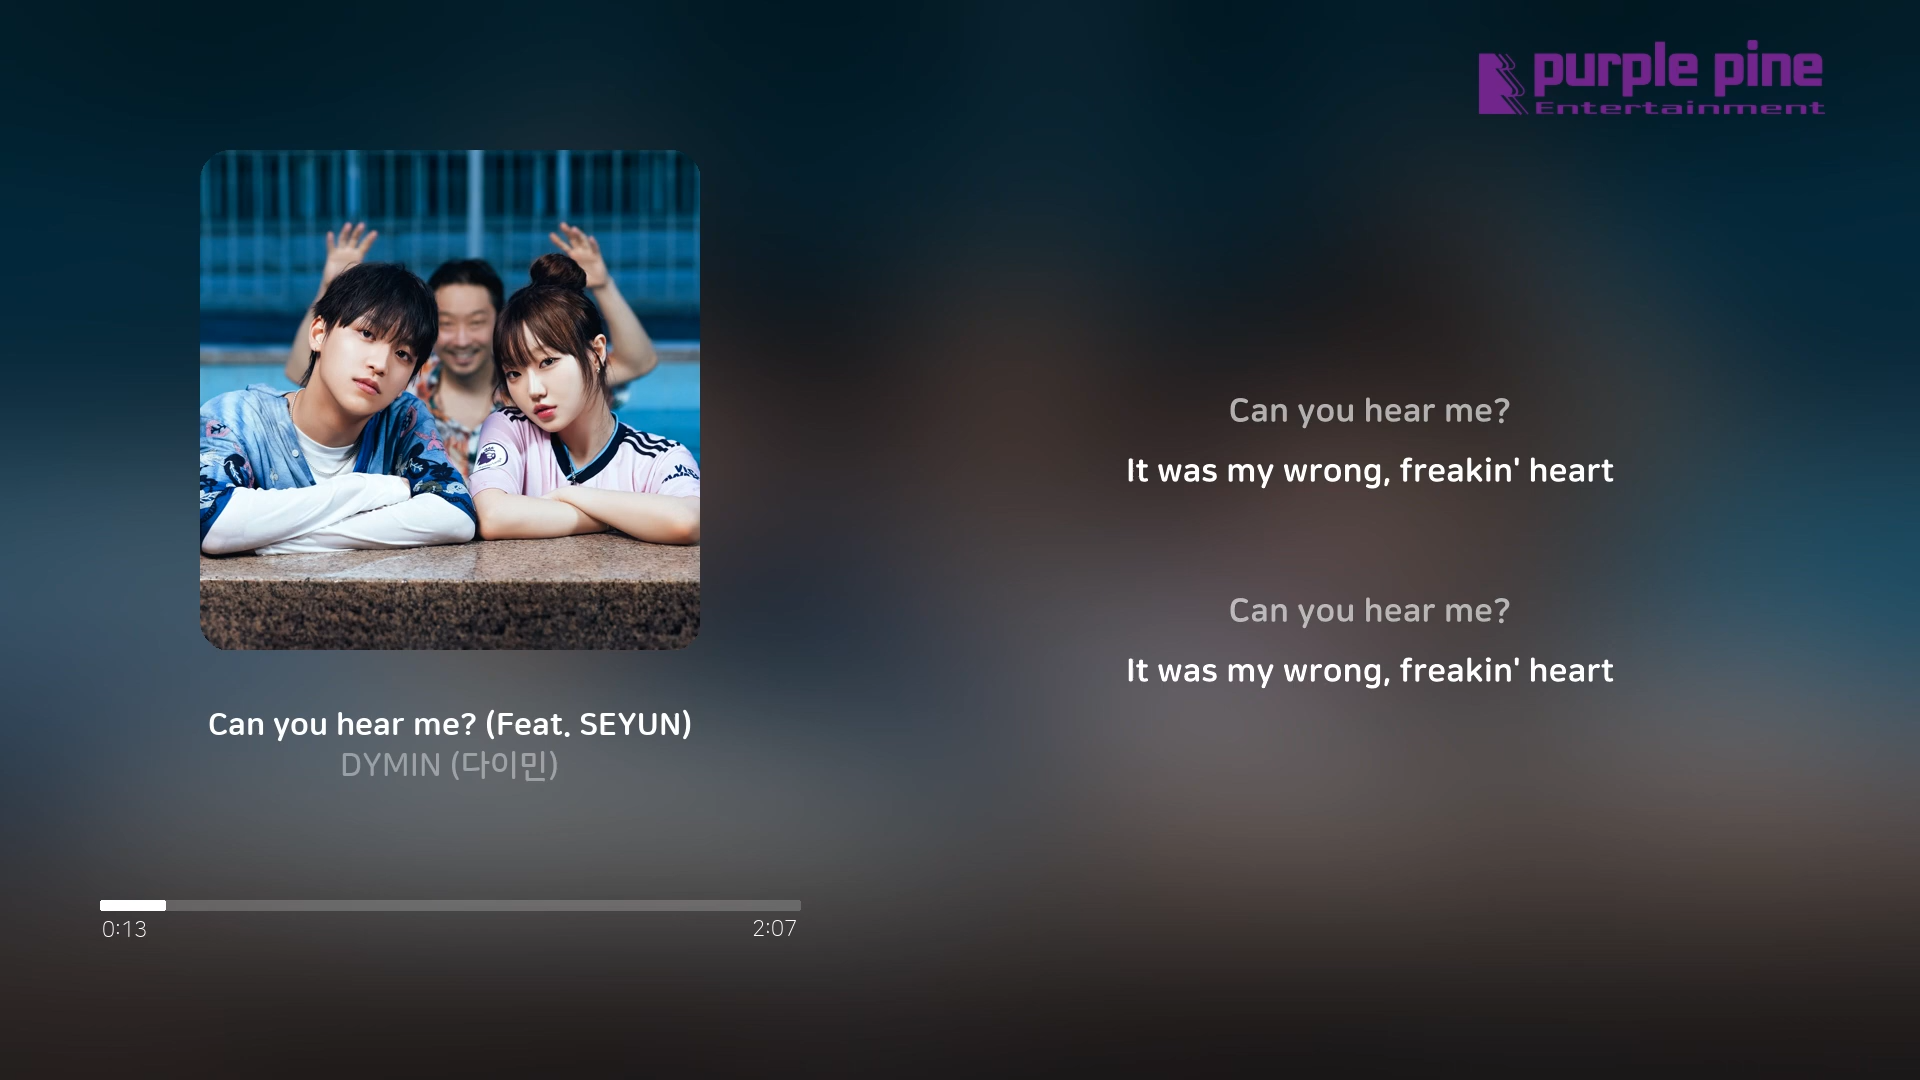 purple pine
Entertainment
Can you hear me?
It was my wrong, freakin' heart
Can you hear me?
It was my wrong, freakin' heart
Can you hear me? (Feat. SEYUN)
DYMIN (다이민)
0:13
2:07